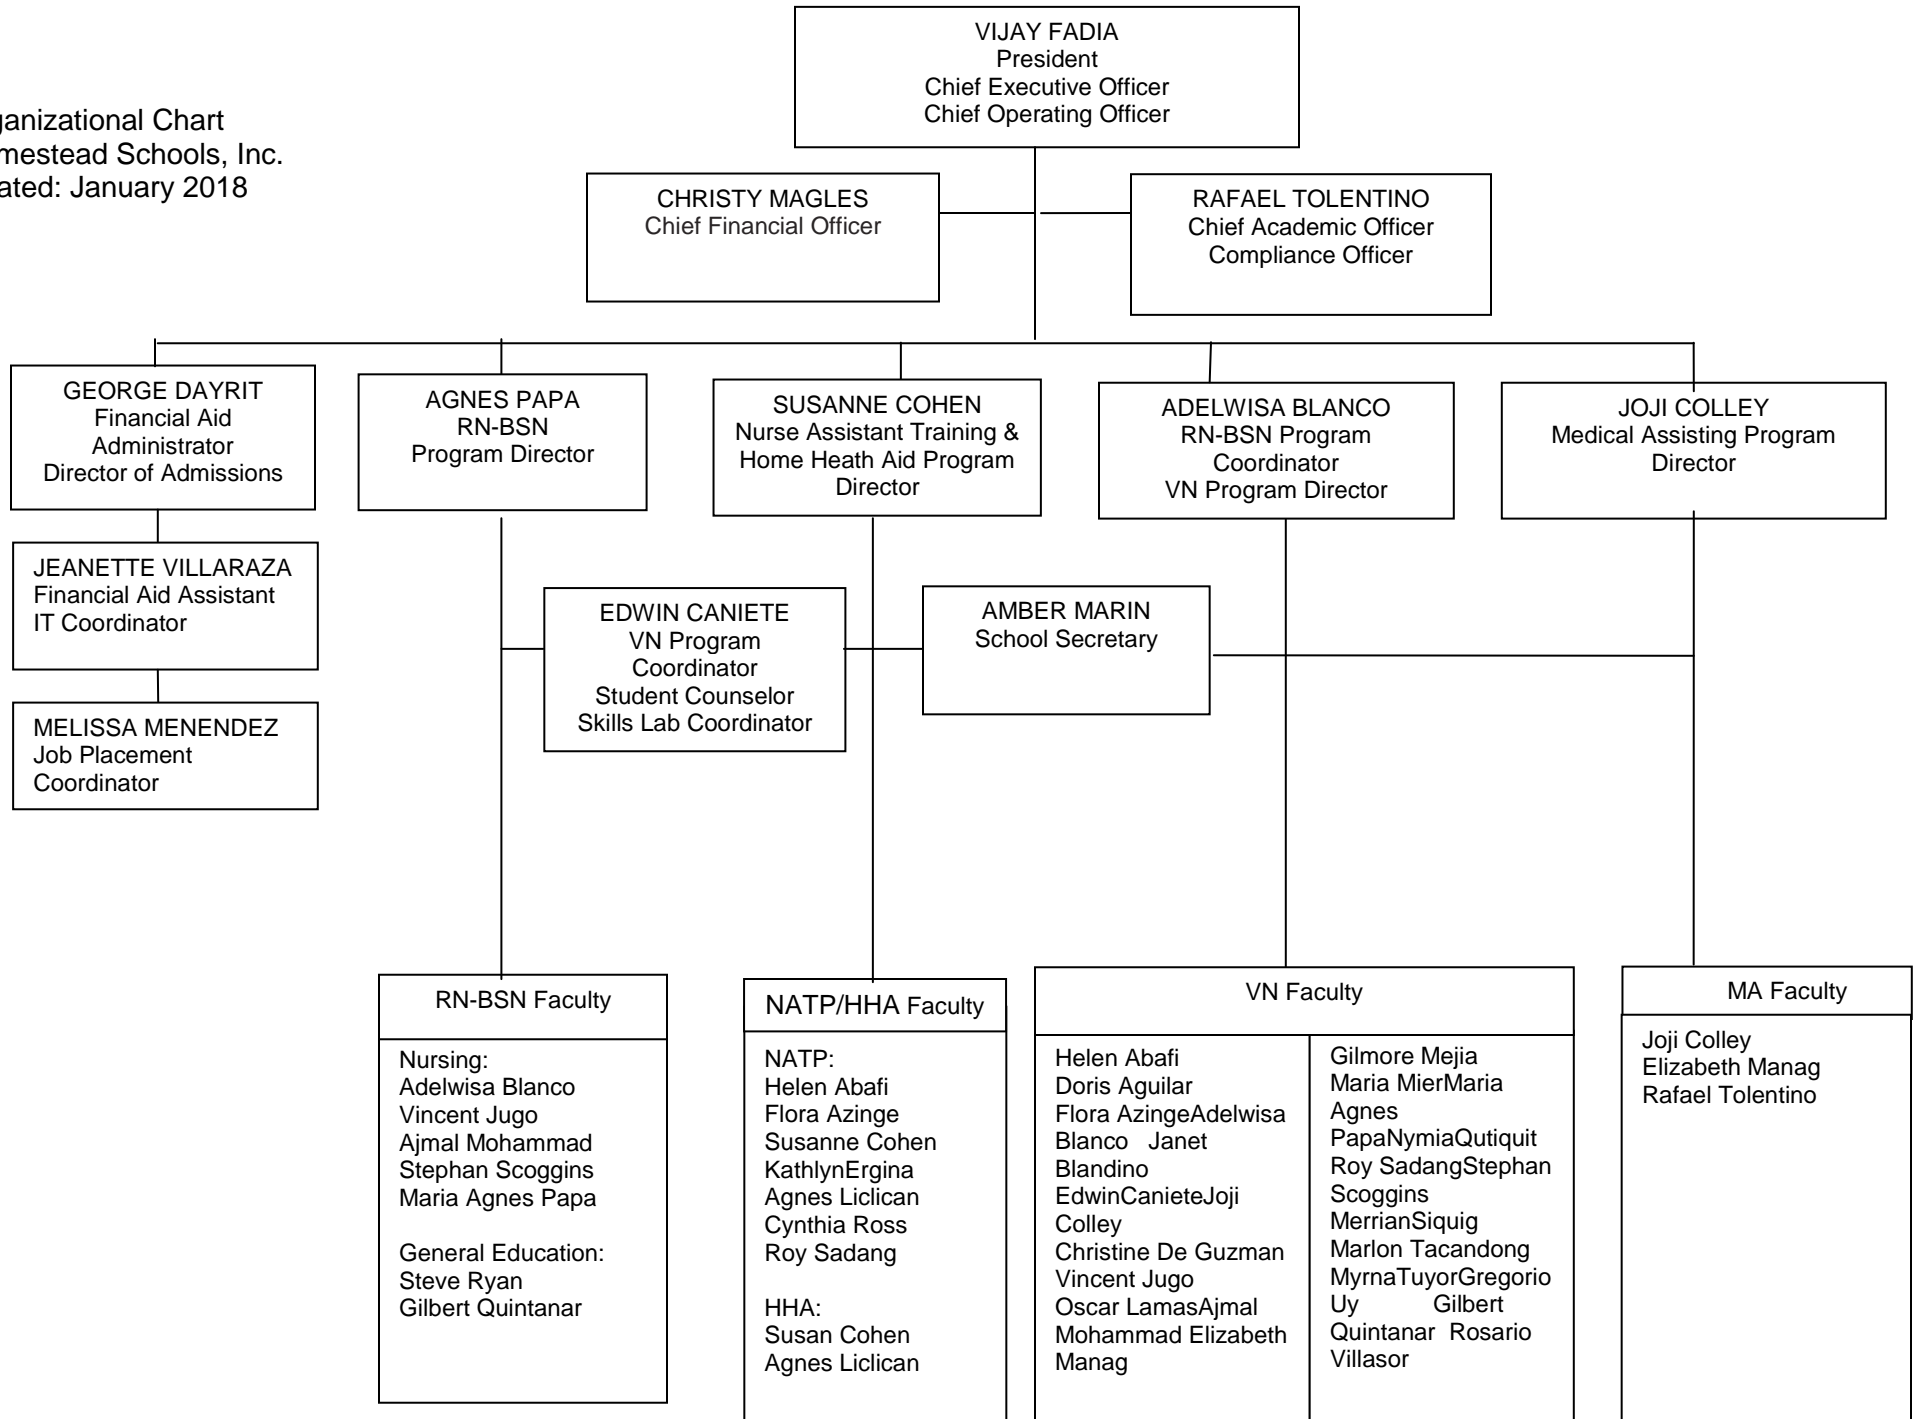 VIJAY FADIA
President
Chief Executive Officer
Chief Operating Officer
ganizational Chart
mestead Schools, Inc.
ated: January 2018
CHRISTY MAGLES
Chief Financial Officer
RAFAEL TOLENTINO
Chief Academic Officer
Compliance Officer
GEORGE DAYRIT
Financial Aid
Administrator
Director of Admissions
AGNES PAPA
RN-BSN
Program Director
SUSANNE COHEN
Nurse Assistant Training &
Home Heath Aid Program
Director
ADELWISA BLANCO
RN-BSN Program
Coordinator
VN Program Director
JOJI COLLEY
Medical Assisting Program
Director
JEANETTE VILLARAZA
Financial Aid Assistant
IT Coordinator
EDWIN CANIETE
VN Program
Coordinator
Student Counselor
Skills Lab Coordinator
AMBER MARIN
School Secretary
MELISSA MENENDEZ
Job Placement
Coordinator
RN-BSN Faculty
Nursing:
Adelwisa Blanco
Vincent Jugo
Ajmal Mohammad
Stephan Scoggins
Maria Agnes Papa
General Education:
Steve Ryan
Gilbert Quintanar
NATP/HHA Faculty
NATP:
Helen Abafi
Flora Azinge
Susanne Cohen
KathlynErgina
Agnes Liclican
Cynthia Ross
Roy Sadang
HHA:
Susan Cohen
Agnes Liclican
VN Faculty
Helen Abafi
Doris Aguilar
Flora AzingeAdelwisa
Blanco Janet
Blandino
EdwinCanieteJoji
Colley
Christine De Guzman
Vincent Jugo
Oscar LamasAjmal
Mohammad Elizabeth
Manag
Gilmore Mejia
Maria MierMaria
Agnes
PapaNymiaQutiquit
Roy SadangStephan
Scoggins
MerrianSiquig
Marlon Tacandong
MyrnaTuyorGregorio
Uy Gilbert
Quintanar Rosario
Villasor
MA Faculty
Joji Colley
Elizabeth Manag
Rafael Tolentino